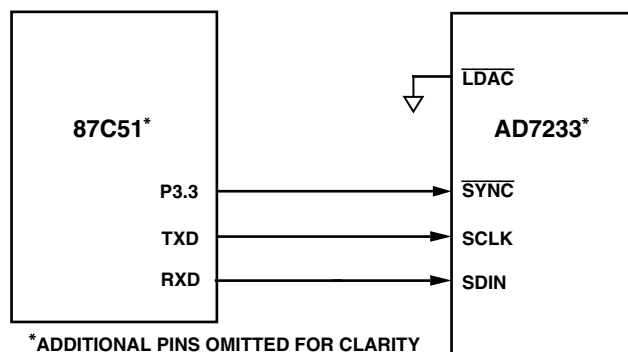 LDAC
87C51*
AD7233*
P3.3
SYNC
TXD
SCLK
RXD
SDIN
*ADDITIONAL PINS OMITTED FOR CLARITY